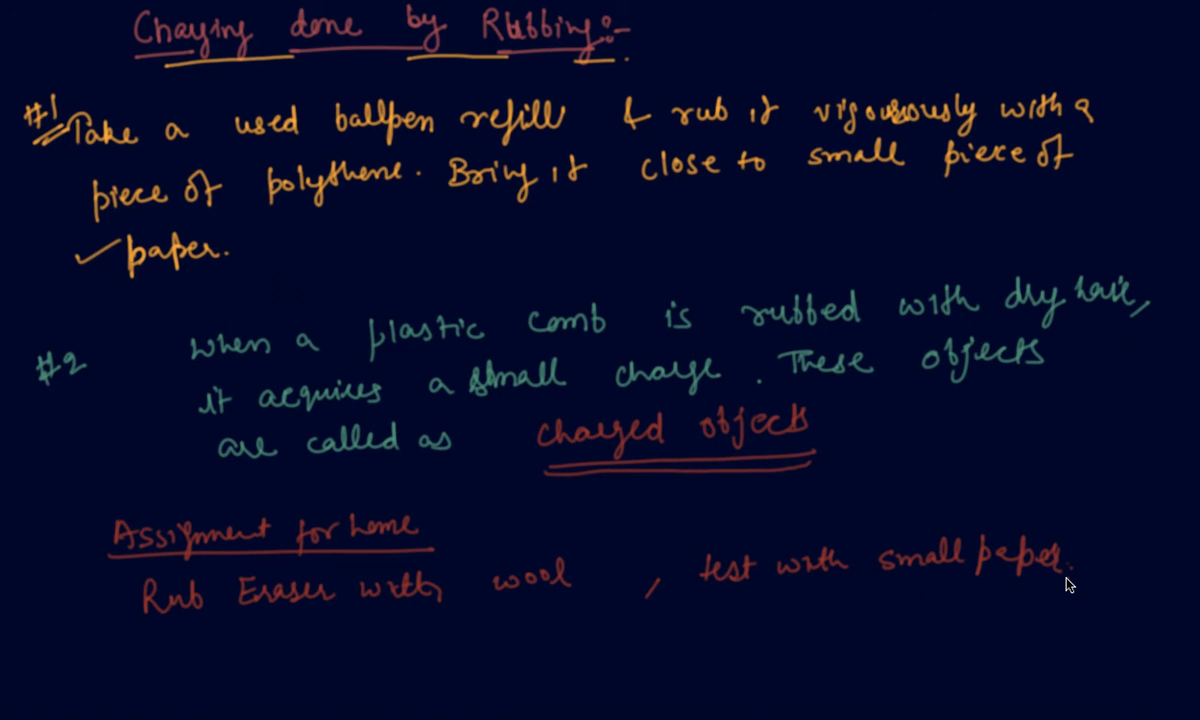 Charging done by Rubbing:-
#1 Take a used ballpen refill & rub it vigourously with a
piece of polythene. Bring it close to small piece of
paper.
#2 When a plastic comb is rubbed with dry hair,
it acquires a small charge. These objects
are called as charged objects
Assignment for home
Rub Eraser with wool , test with small paper.